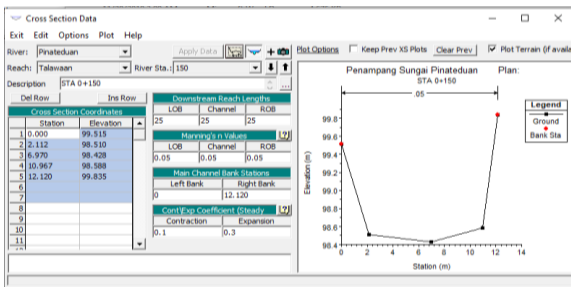 Cross Section Data
Exit Edit Options Plot Help
River: Pinateduan Apply Data Plot Options Keep Prev XS Plots Clear Prev Plot Terrain (if availa
Reach: Talawaan River Sta.: 150
Description STA 0+150 ...
Del Row Ins Row
Cross Section Coordinates
Station Elevation
1 0.000 99.515
2 2.112 98.510
3 6.970 98.428
4 10.967 98.588
5 12.120 99.835
6
7
8
9
10
11
Downstream Reach Lengths
LOB Channel ROB
25 25 25
Manning's n Values ?
LOB Channel ROB
0.05 0.05 0.05
Main Channel Bank Stations
Left Bank Right Bank
0 12.120
Cont\Exp Coefficient (Steady ?
Contraction Expansion
0.1 0.3
Penampang Sungai Pinateduan Plan:
STA 0+150
.05
Legend
Ground
Bank Sta
Elevation (m)
99.8
99.6
99.4
99.2
99.0
98.8
98.6
98.4
0 2 4 6 8 10 12 14
Station (m)